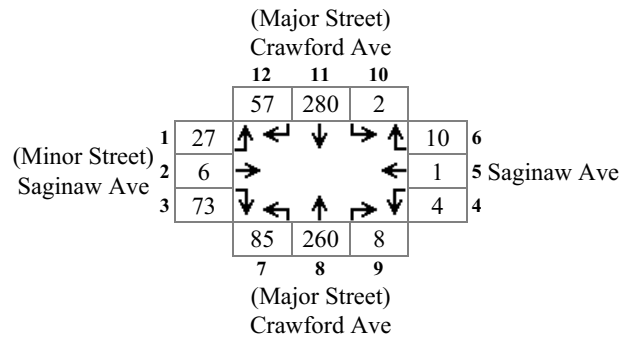 (Major Street)
Crawford Ave
12 11 10
57 280 2
1 27 10 6
(Minor Street)
Saginaw Ave
2 6 1 5 Saginaw Ave
3 73 4 4
85 260 8
7 8 9
(Major Street)
Crawford Ave